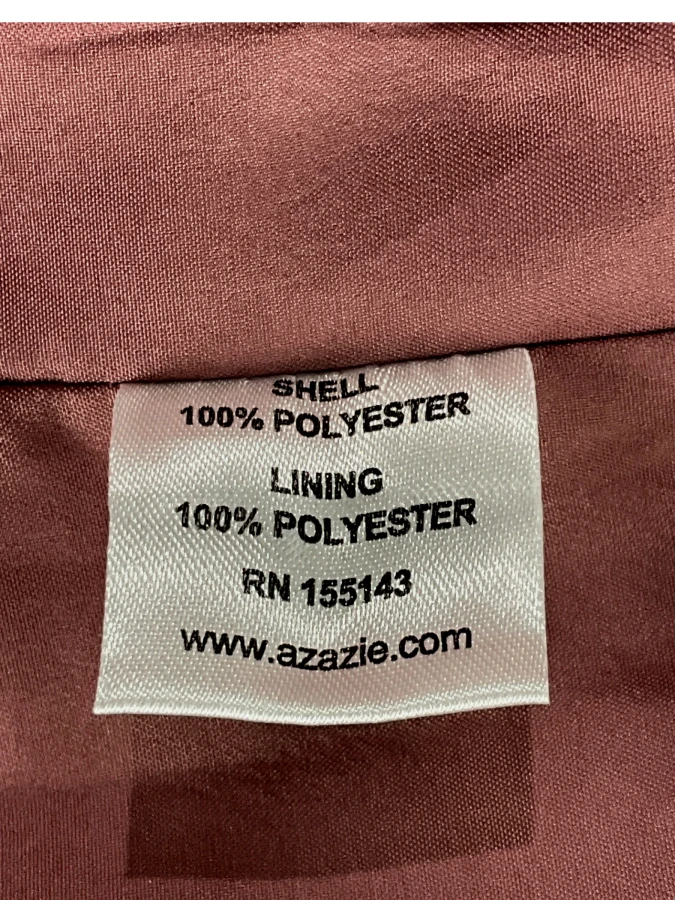 SHELL
100% POLYESTER
LINING
100% POLYESTER
RN 155143
www.azazie.com